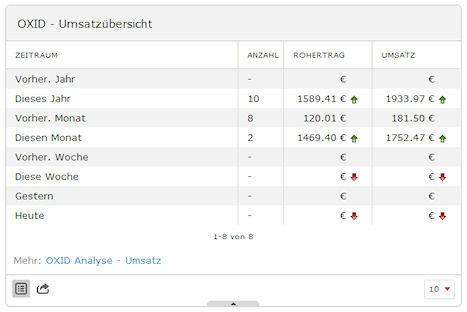 OXID - Umsatzübersicht
ZEITRAUM ANZAHL ROHERTRAG UMSATZ
Vorher. Jahr - € €
Dieses Jahr 10 1589.41 € 1933.97 €
Vorher. Monat 8 120.01 € 181.50 €
Diesen Monat 2 1469.40 € 1752.47 €
Vorher. Woche - € €
Diese Woche - € €
Gestern - € €
Heute - € €
1-8 von 8
Mehr: OXID Analyse - Umsatz
10